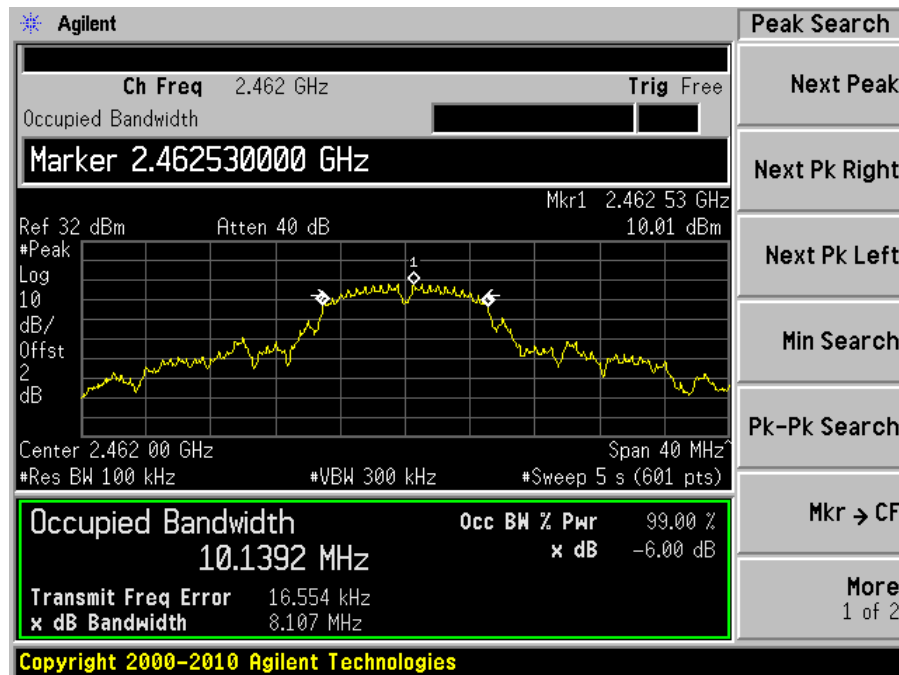 Agilent
Peak Search
Ch Freq 2.462 GHz Trig Free
Occupied Bandwidth
Marker 2.462530000 GHz
Mkr1 2.462 53 GHz
Ref 32 dBm Atten 40 dB 10.01 dBm
#Peak
Log
10
dB/
Offst
2
dB
1
Center 2.462 00 GHz Span 40 MHz^
#Res BW 100 kHz #VBW 300 kHz #Sweep 5 s (601 pts)
Occupied Bandwidth Occ BW % Pwr 99.00 %
10.1392 MHz x dB -6.00 dB
Transmit Freq Error 16.554 kHz
x dB Bandwidth 8.107 MHz
Next Peak
Next Pk Right
Next Pk Left
Min Search
Pk-Pk Search
Mkr → CF
More
1 of 2
Copyright 2000-2010 Agilent Technologies